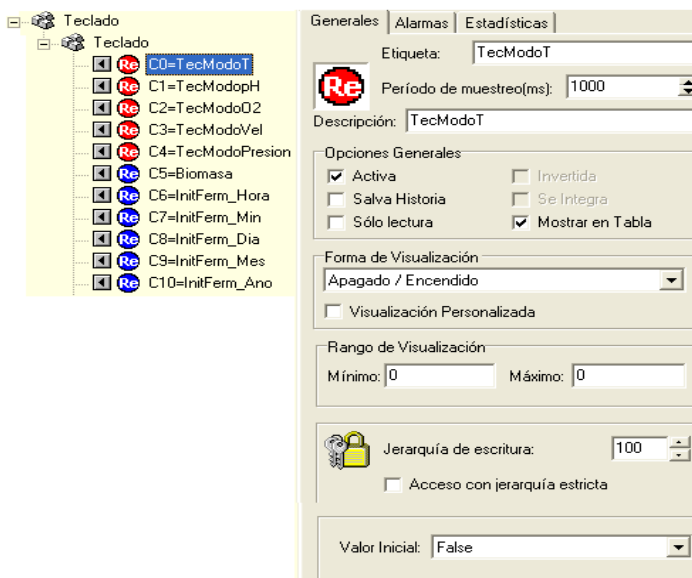 Teclado
Teclado
Re C0=TecModoT
Re C1=TecModopH
Re C2=TecModoO2
Re C3=TecModoVel
Re C4=TecModoPresion
Re C5=Biomasa
Re C6=InitFerm_Hora
Re C7=InitFerm_Min
Re C8=InitFerm_Dia
Re C9=InitFerm_Mes
Re C10=InitFerm_Ano
Generales Alarmas Estadísticas
Etiqueta: TecModoT
Re
Período de muestreo(ms): 1000
Descripción: TecModoT
Opciones Generales
Activa Invertida
Salva Historia Se Integra
Sólo lectura Mostrar en Tabla
Forma de Visualización
Apagado / Encendido
Visualización Personalizada
Rango de Visualización
Mínimo: 0 Máximo: 0
Jerarquía de escritura: 100
Acceso con jerarquía estricta
Valor Inicial: False